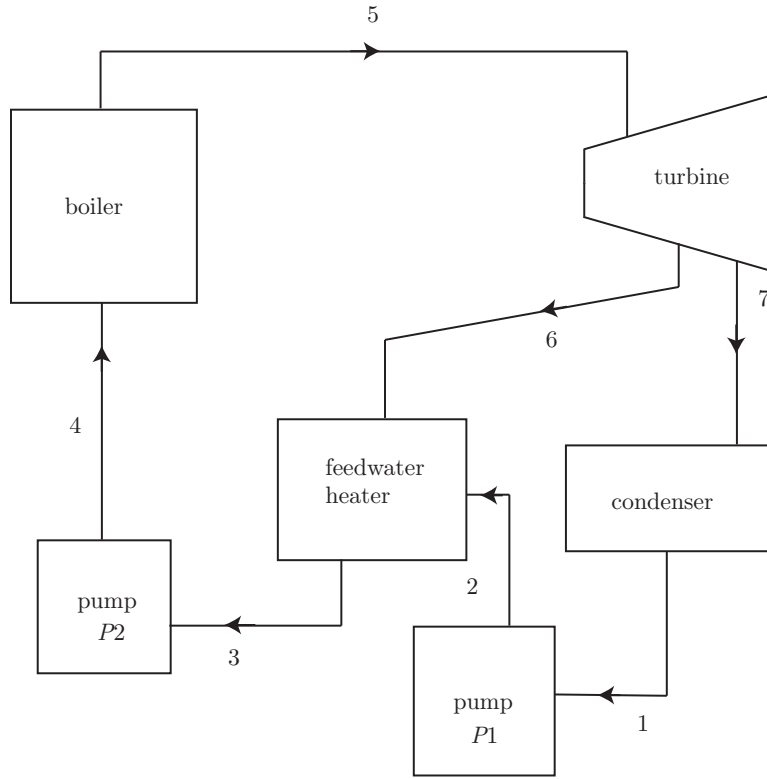 5
boiler
turbine
7
6
4
feedwater
heater
condenser
2
pump
P2
3
pump
P1
1